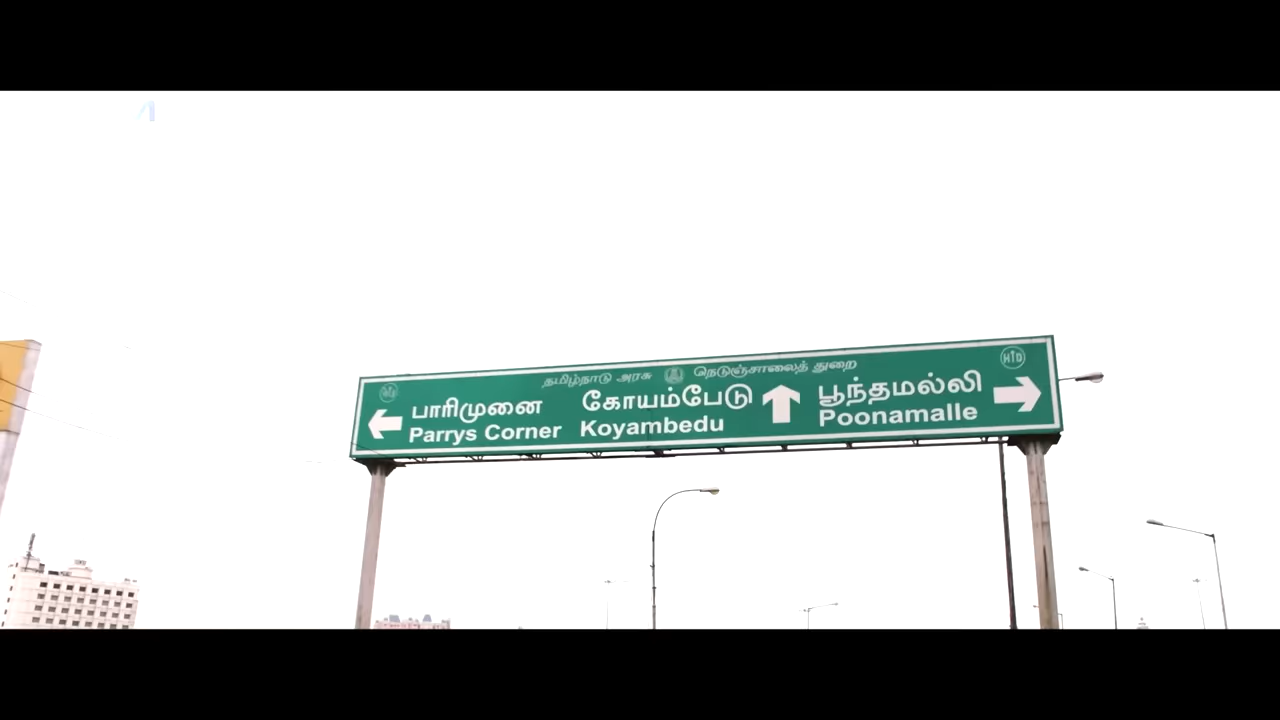 தமிழ்நாடு அரசு நெடுஞ்சாலைத் துறை
பாரிமுனை கோயம்பேடு பூந்தமல்லி
Parrys Corner Koyambedu Poonamalle